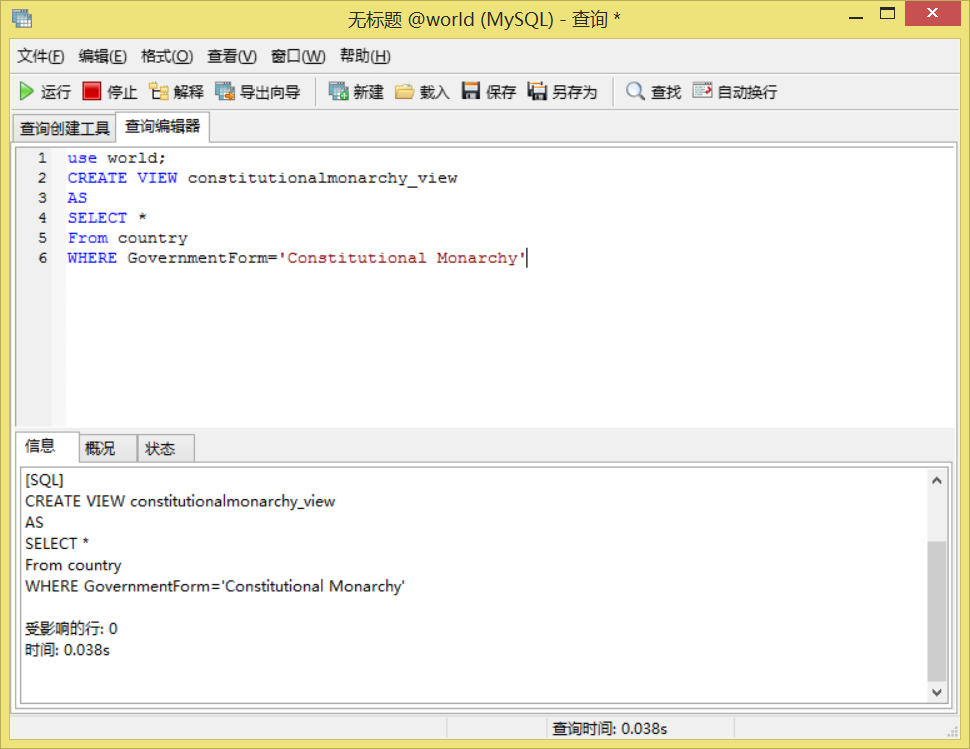 无标题 @world (MySQL) - 查询 *
文件(F) 编辑(E) 格式(O) 查看(V) 窗口(W) 帮助(H)
运行 停止 解释 导出向导 新建 载入 保存 另存为 查找 自动换行
查询创建工具 查询编辑器
1 use world;
2 CREATE VIEW constitutionalmonarchy_view
3 AS
4 SELECT *
5 From country
6 WHERE GovernmentForm='Constitutional Monarchy'
信息 概况 状态
[SQL]
CREATE VIEW constitutionalmonarchy_view
AS
SELECT *
From country
WHERE GovernmentForm='Constitutional Monarchy'
受影响的行: 0
时间: 0.038s
查询时间: 0.038s